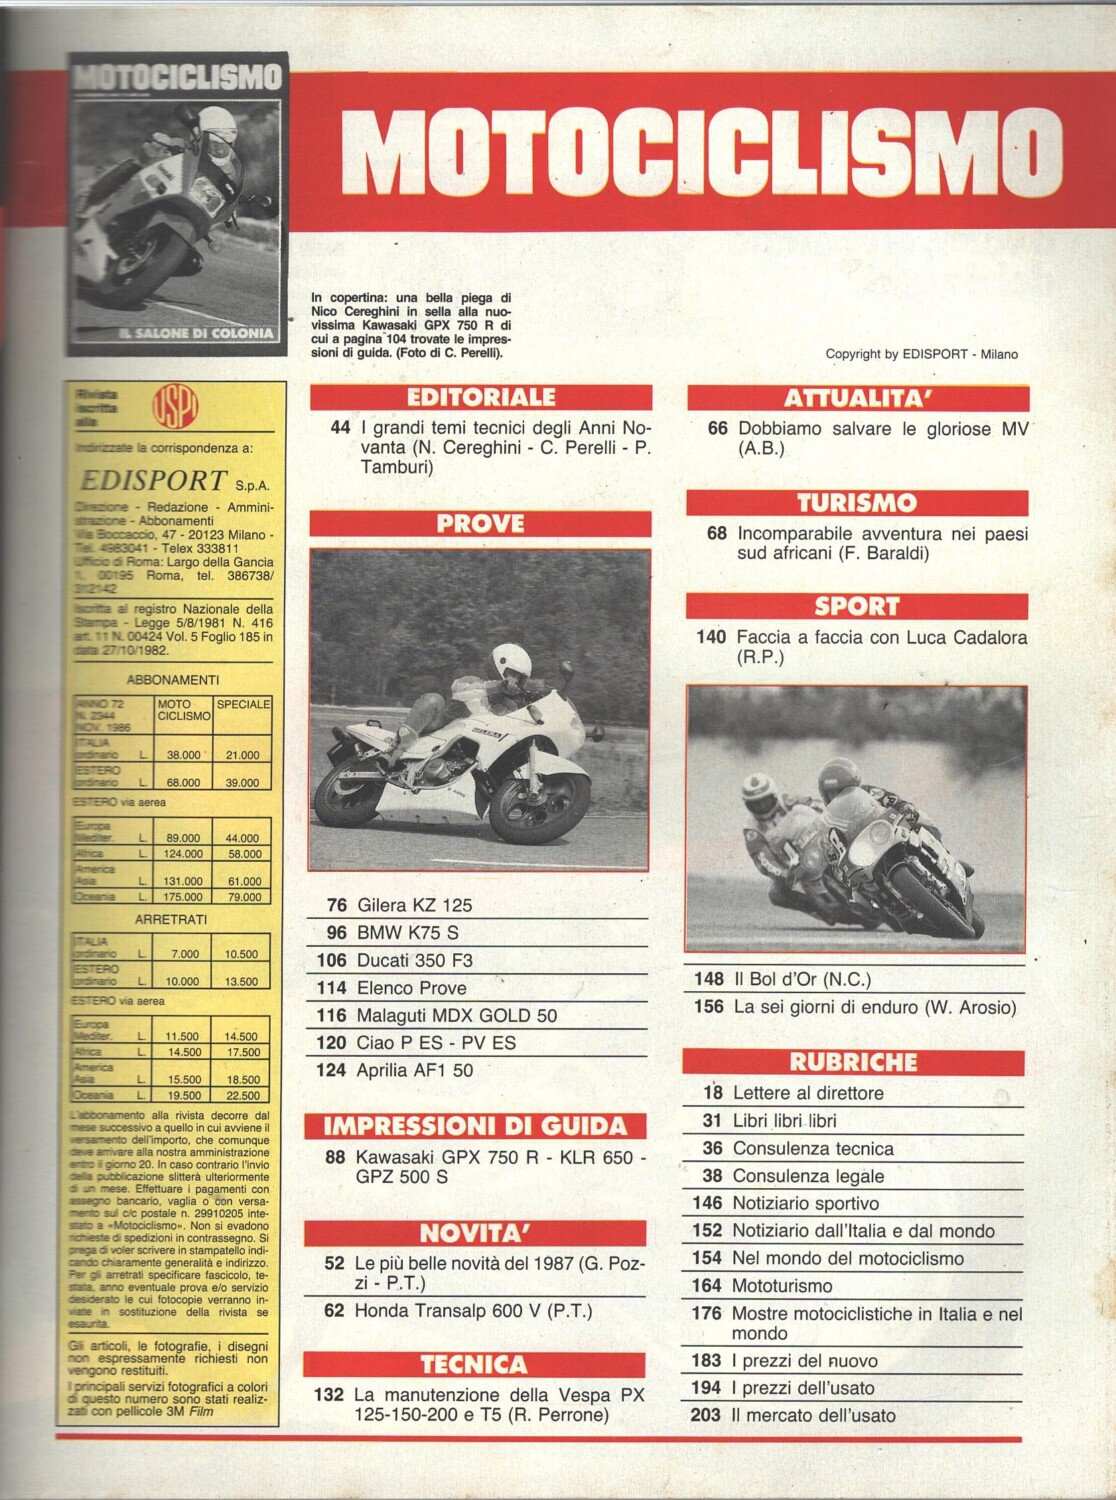 MOTOCICLISMO
IL SALONE DI COLONIA
MOTOCICLISMO
In copertina: una bella piega di
Nico Cereghini in sella alla nuo-
vissima Kawasaki GPX 750 R di
cui a pagina 104 trovate le impres-
sioni di guida. (Foto di C. Perelli).
Copyright by EDISPORT - Milano
Rivista
iscritta
alla
USPI
Indirizzate la corrispondenza a:
EDISPORT S.p.A.
Direzione - Redazione - Ammini-
strazione - Abbonamenti
Via Boccaccio, 47 - 20123 Milano -
Tel. 4983041 - Telex 333811
Ufficio di Roma: Largo della Gancia
1, 00195 Roma, tel. 386738/
312142
Iscritta al registro Nazionale della
Stampa - Legge 5/8/1981 N. 416
art. 11 N. 00424 Vol. 5 Foglio 185 in
data 27/10/1982.
ABBONAMENTI
ANNO 72
N. 2344
NOV. 1986
MOTO
CICLISMO
SPECIALE
ITALIA
ordinario L. 38.000 21.000
ESTERO
ordinario L. 68.000 39.000
ESTERO via aerea
Europa
Mediter. L. 89.000 44.000
Africa L. 124.000 58.000
America
Asia L. 131.000 61.000
Oceania L. 175.000 79.000
ARRETRATI
ITALIA
ordinario L. 7.000 10.500
ESTERO
ordinario L. 10.000 13.500
ESTERO via aerea
Europa
Mediter. L. 11.500 14.500
Africa L. 14.500 17.500
America
Asia L. 15.500 18.500
Oceania L. 19.500 22.500
L'abbonamento alla rivista decorre dal
mese successivo a quello in cui avviene il
versamento dell'importo, che comunque
deve arrivare alla nostra amministrazione
entro il giorno 20. In caso contrario l'invio
della pubblicazione slitterà ulteriormente
di un mese. Effettuare i pagamenti con
assegno bancario, vaglia o con versa-
mento sul c/c postale n. 29910205 inte-
stato a «Motociclismo». Non si evadono
richieste di spedizioni in contrassegno. Si
prega di voler scrivere in stampatello indi-
cando chiaramente generalità e indirizzo.
Per gli arretrati specificare fascicolo, te-
stata, anno eventuale prova e/o servizio
desiderato le cui fotocopie verranno in-
viate in sostituzione della rivista se
esaurita.
Gli articoli, le fotografie, i disegni
non espressamente richiesti non
vengono restituiti.
I principali servizi fotografici a colori
di questo numero sono stati realiz-
zati con pellicole 3M Film
EDITORIALE
44 I grandi temi tecnici degli Anni No-
vanta (N. Cereghini - C. Perelli - P.
Tamburi)
PROVE
GILERA
76 Gilera KZ 125
96 BMW K75 S
106 Ducati 350 F3
114 Elenco Prove
116 Malaguti MDX GOLD 50
120 Ciao P ES - PV ES
124 Aprilia AF1 50
IMPRESSIONI DI GUIDA
88 Kawasaki GPX 750 R - KLR 650 -
GPZ 500 S
NOVITA'
52 Le più belle novità del 1987 (G. Poz-
zi - P.T.)
62 Honda Transalp 600 V (P.T.)
TECNICA
132 La manutenzione della Vespa PX
125-150-200 e T5 (R. Perrone)
ATTUALITA'
66 Dobbiamo salvare le gloriose MV
(A.B.)
TURISMO
68 Incomparabile avventura nei paesi
sud africani (F. Baraldi)
SPORT
140 Faccia a faccia con Luca Cadalora
(R.P.)
148 Il Bol d'Or (N.C.)
156 La sei giorni di enduro (W. Arosio)
RUBRICHE
18 Lettere al direttore
31 Libri libri libri
36 Consulenza tecnica
38 Consulenza legale
146 Notiziario sportivo
152 Notiziario dall'Italia e dal mondo
154 Nel mondo del motociclismo
164 Mototurismo
176 Mostre motociclistiche in Italia e nel
mondo
183 I prezzi del nuovo
194 I prezzi dell'usato
203 Il mercato dell'usato